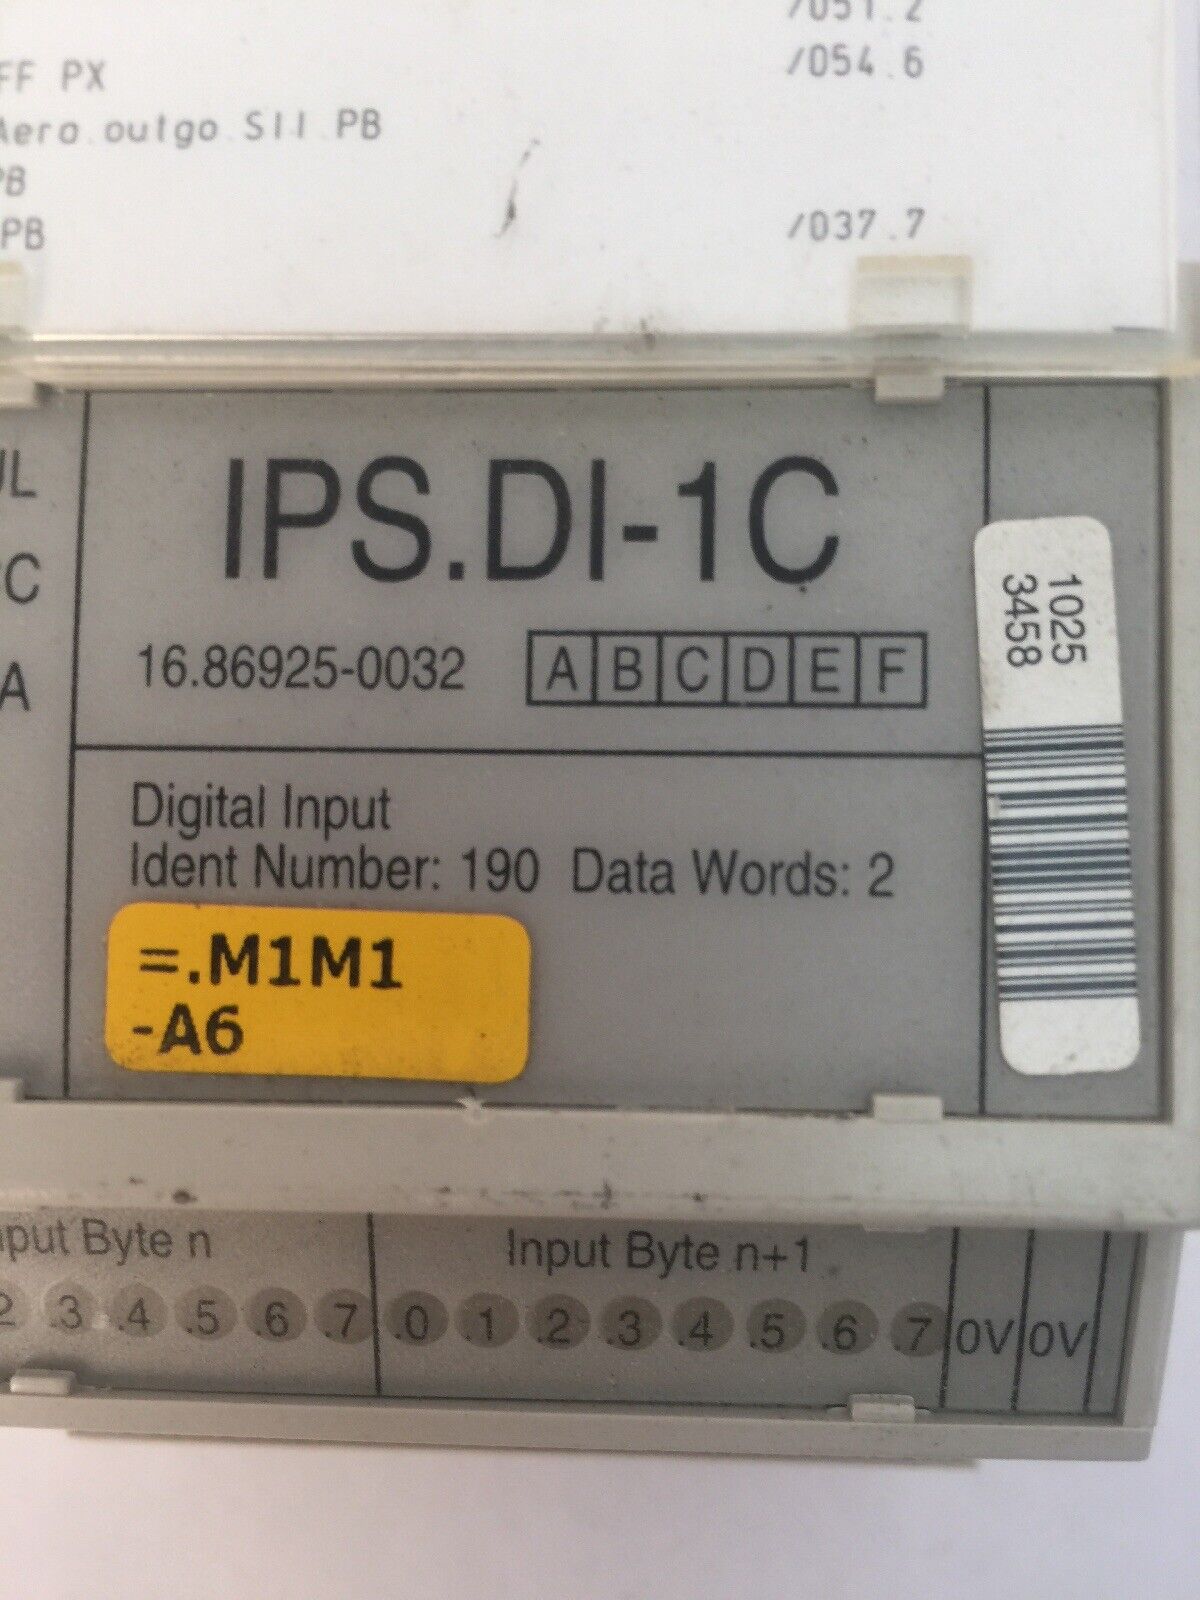 /051.2
FF PX /054.6
Aero.outgo.SII.PB
PB
PB /037.7
UL
C
A
IPS.DI-1C
16.86925-0032 A B C D E F
1025
3458
Digital Input
Ident Number: 190 Data Words: 2
=.M1M1
-A6
nput Byte n Input Byte n+1
2 .3 .4 .5 .6 .7 .0 .1 .2 .3 .4 .5 .6 .7 0V 0V